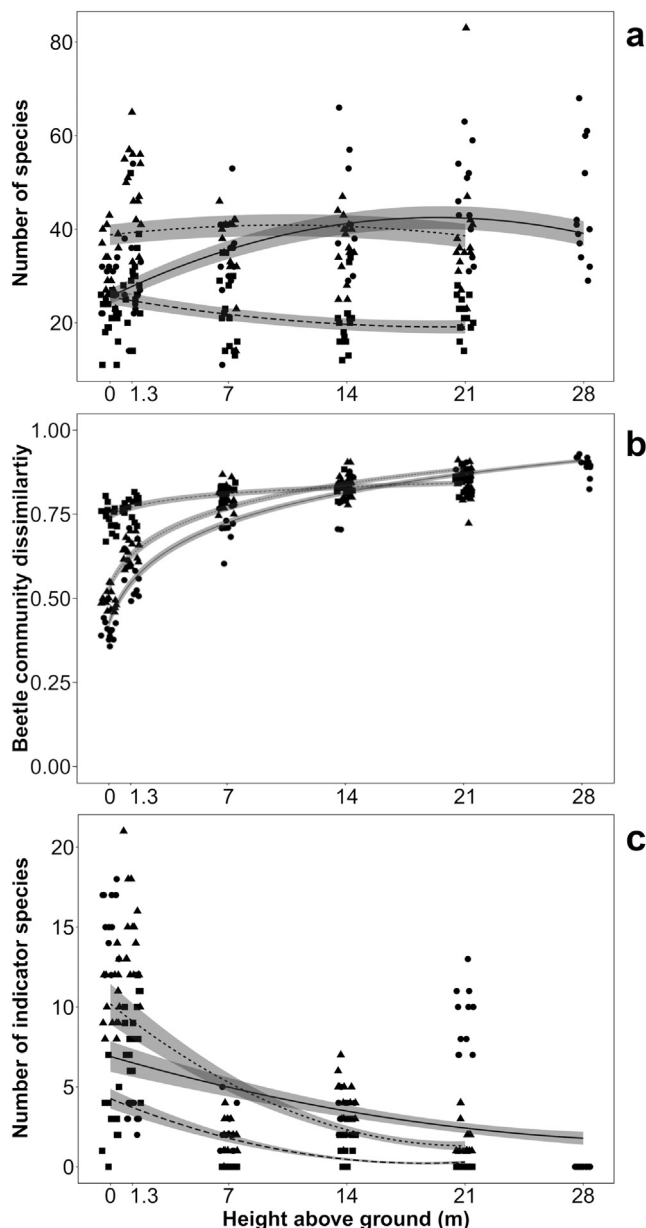 a
Number of species
80
60
40
20
0 1.3 7 14 21 28
b
Beetle community dissimilartiy
1.00
0.75
0.50
0.25
0.00
0 1.3 7 14 21 28
c
Number of indicator species
20
15
10
5
0
0 1.3 7 14 21 28
Height above ground (m)